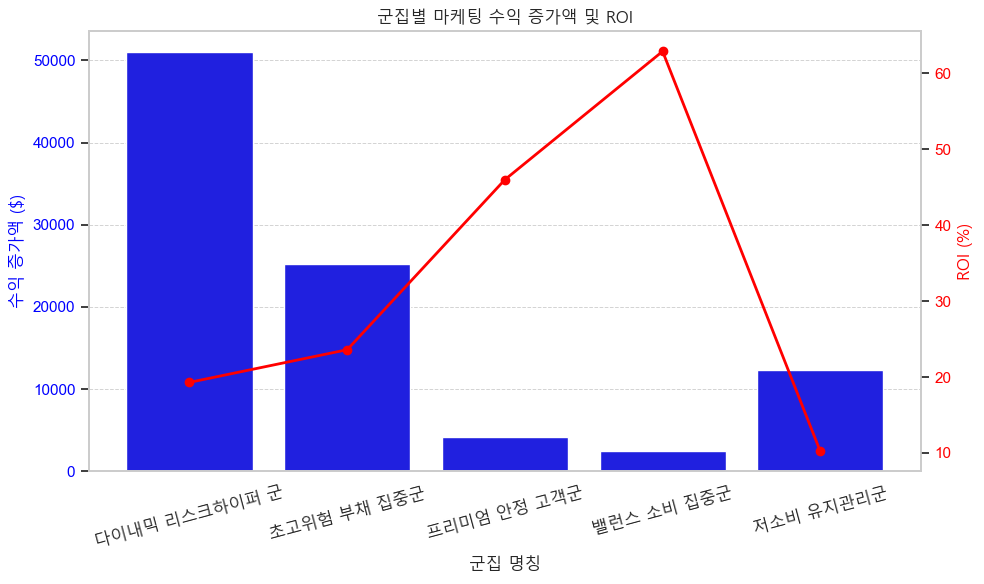 군집별 마케팅 수익 증가액 및 ROI
수익 증가액 ($)
50000
40000
30000
20000
10000
0
ROI (%)
60
50
40
30
20
10
다이내믹 리스크하이퍼 군
초고위험 부채 집중군
프리미엄 안정 고객군
밸런스 소비 집중군
저소비 유지관리군
군집 명칭